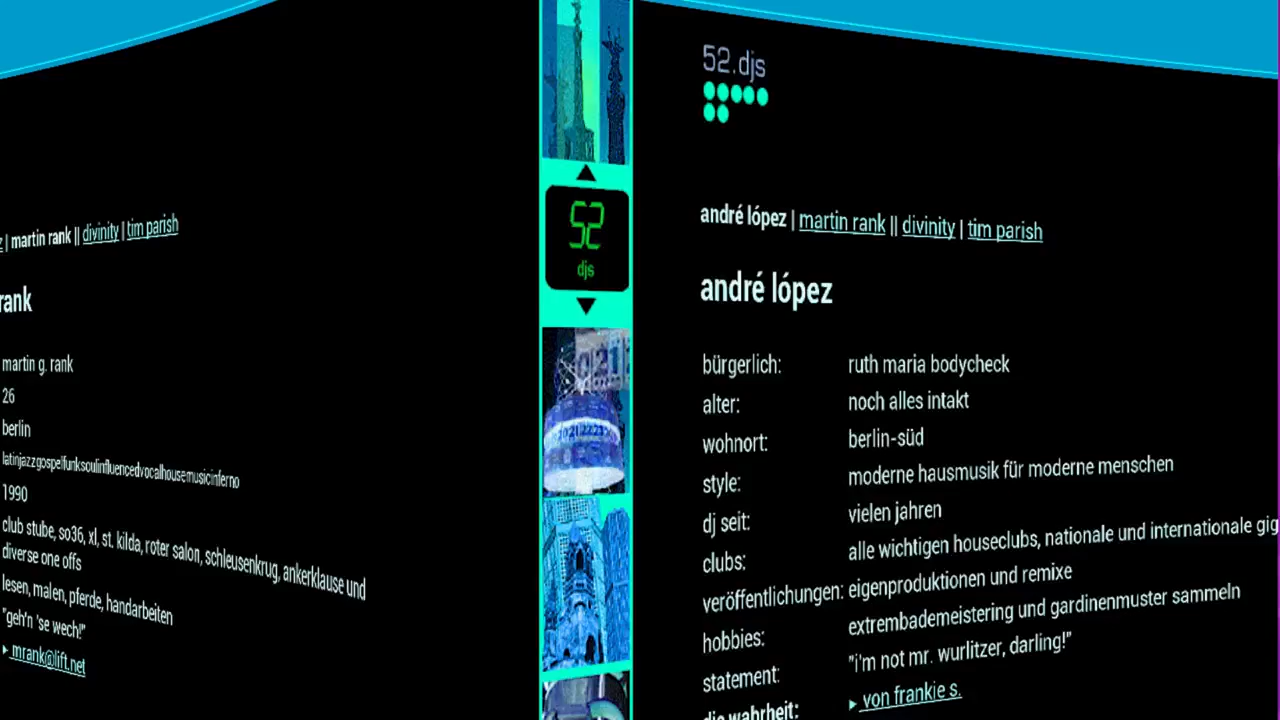 | martin rank || divinity | tim parish
rank
martin g. rank
26
berlin
latinjazzgospelfunksoulinfluencedvocalhousemusicinferno
1990
club stube, so36, xl, st. kilda, roter salon, schleusenkrug, ankerklause und
diverse one offs
lesen, malen, pferde, handarbeiten
"geh'n 'se wech!"
mrank@lift.net
52
djs
21
20212223
52.djs
andré lópez | martin rank || divinity | tim parish
andré lópez
bürgerlich: ruth maria bodycheck
alter: noch alles intakt
wohnort: berlin-süd
style: moderne hausmusik für moderne menschen
dj seit: vielen jahren
clubs: alle wichtigen houseclubs, nationale und internationale gig
veröffentlichungen: eigenproduktionen und remixe
hobbies: extrembademeistering und gardinenmuster sammeln
statement: "i'm not mr. wurlitzer, darling!"
die wahrheit: von frankie s.